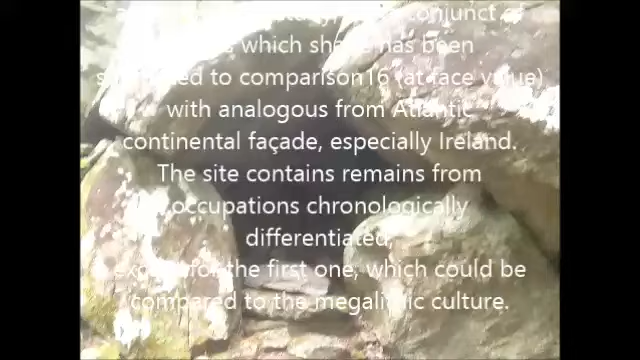 conjunct of
which has been
to comparison16 (at face value)
with analogous from Atlantic
continental façade, especially Ireland.
The site contains remains from
occupations chronologically
differentiated,
for the first one, which could be
compared to the megalithic culture.